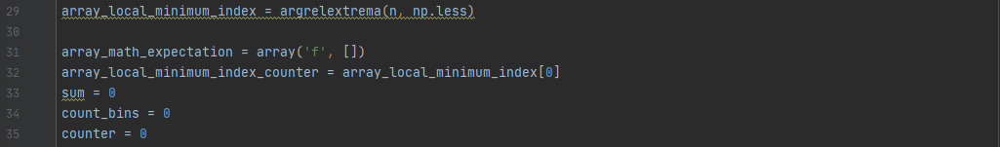 29 array_local_minimum_index = argrelextrema(n, np.less)
30
31 array_math_expectation = array('f', [])
32 array_local_minimum_index_counter = array_local_minimum_index[0]
33 sum = 0
34 count_bins = 0
35 counter = 0